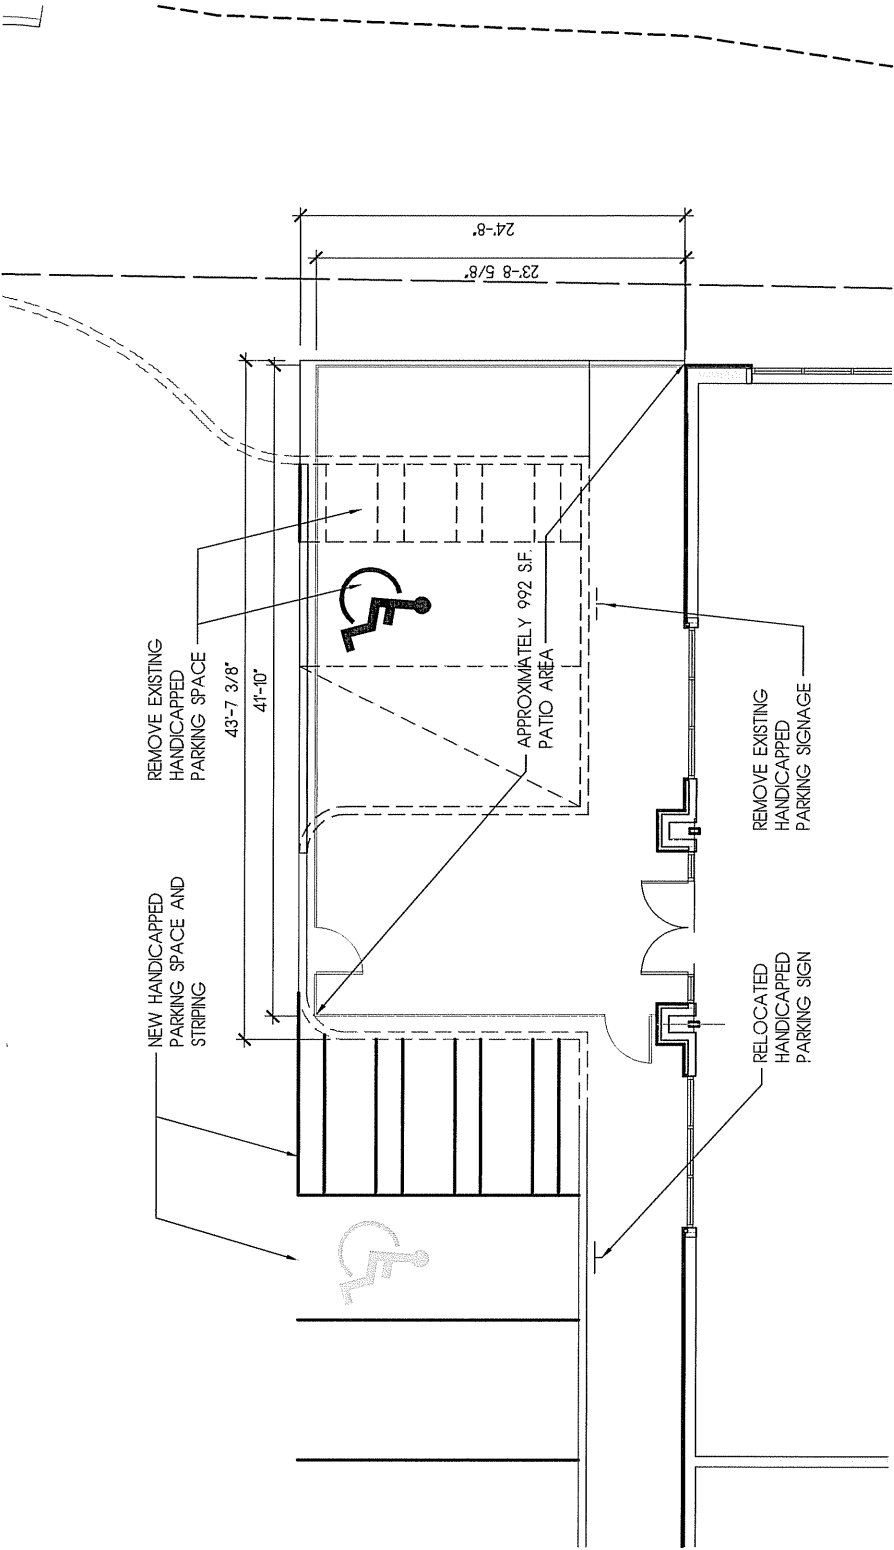 NEW HANDICAPPED
PARKING SPACE AND
STRIPING
REMOVE EXISTING
HANDICAPPED
PARKING SPACE
43'-7 3/8"
41'-10"
24'-8"
23'-8 5/8"
APPROXIMATELY 992 S.F.
PATIO AREA
RELOCATED
HANDICAPPED
PARKING SIGN
REMOVE EXISTING
HANDICAPPED
PARKING SIGNAGE